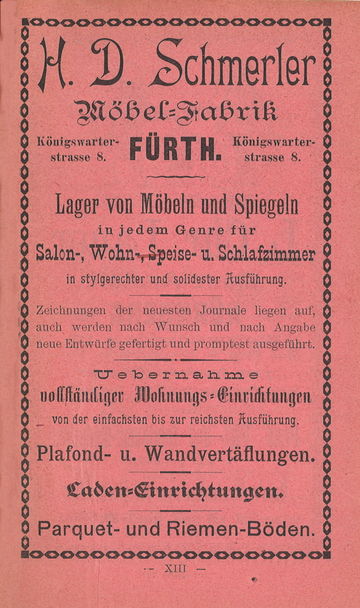 H. D. Schmerler
Möbel-Fabrik
Königswarter-
strasse 8.
FÜRTH.
Königswarter-
strasse 8.
Lager von Möbeln und Spiegeln
in jedem Genre für
Salon-, Wohn-, Speise- u. Schlafzimmer
in stylgerechter und solidester Ausführung.
Zeichnungen der neuesten Journale liegen auf,
auch werden nach Wunsch und nach Angabe
neue Entwürfe gefertigt und promptest ausgeführt.
Uebernahme
vollständiger Wohnungs-Einrichtungen
von der einfachsten bis zur reichsten Ausführung.
Plafond- u. Wandvertäflungen.
Laden-Einrichtungen.
Parquet- und Riemen-Böden.
— XIII —